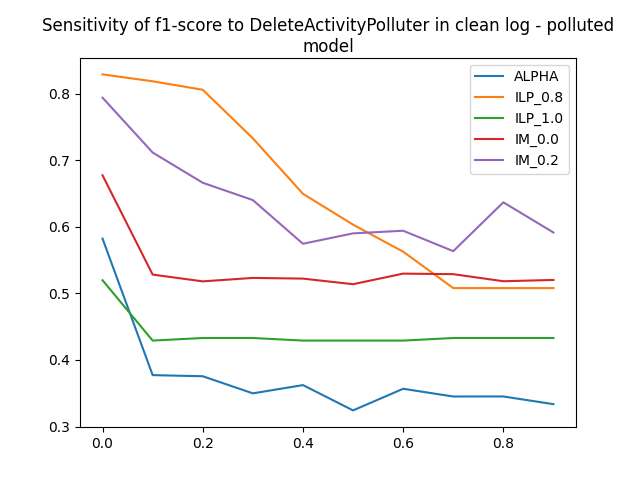 Sensitivity of f1-score to DeleteActivityPolluter in clean log - polluted
model
ALPHA
ILP_0.8
ILP_1.0
IM_0.0
IM_0.2
0.8
0.7
0.6
0.5
0.4
0.3
0.0 0.2 0.4 0.6 0.8